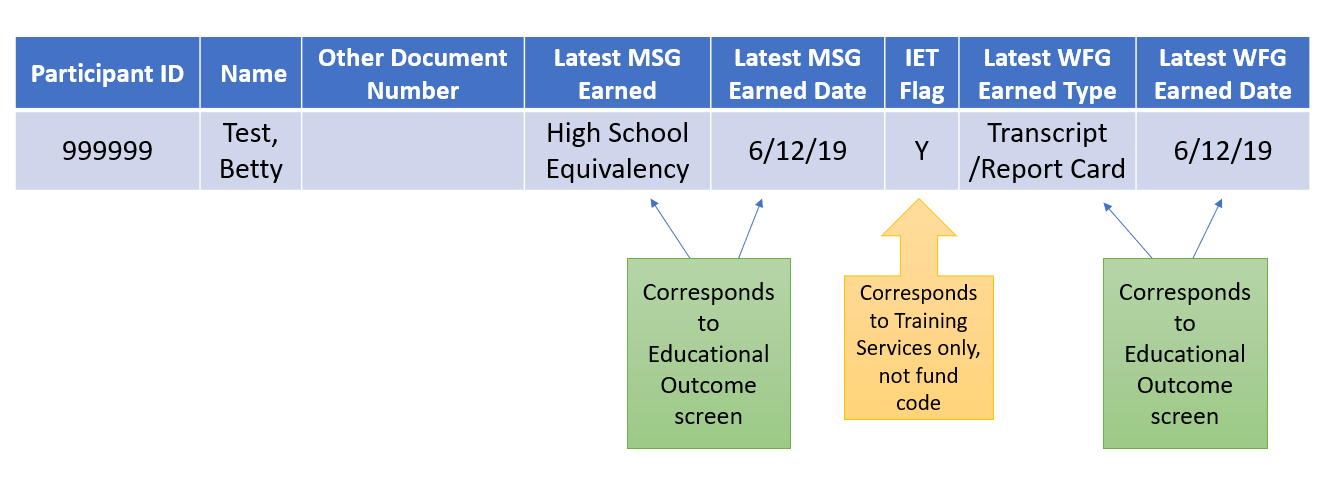 Participant ID
Name
Other Document
Number
Latest MSG
Earned
Latest MSG
Earned Date
IET
Flag
Latest WFG
Earned Type
Latest WFG
Earned Date
999999
Test,
Betty
High School
Equivalency
6/12/19
Y
Transcript
/Report Card
6/12/19
Corresponds
to
Educational
Outcome
screen
Corresponds
to Training
Services only,
not fund
code
Corresponds
to
Educational
Outcome
screen